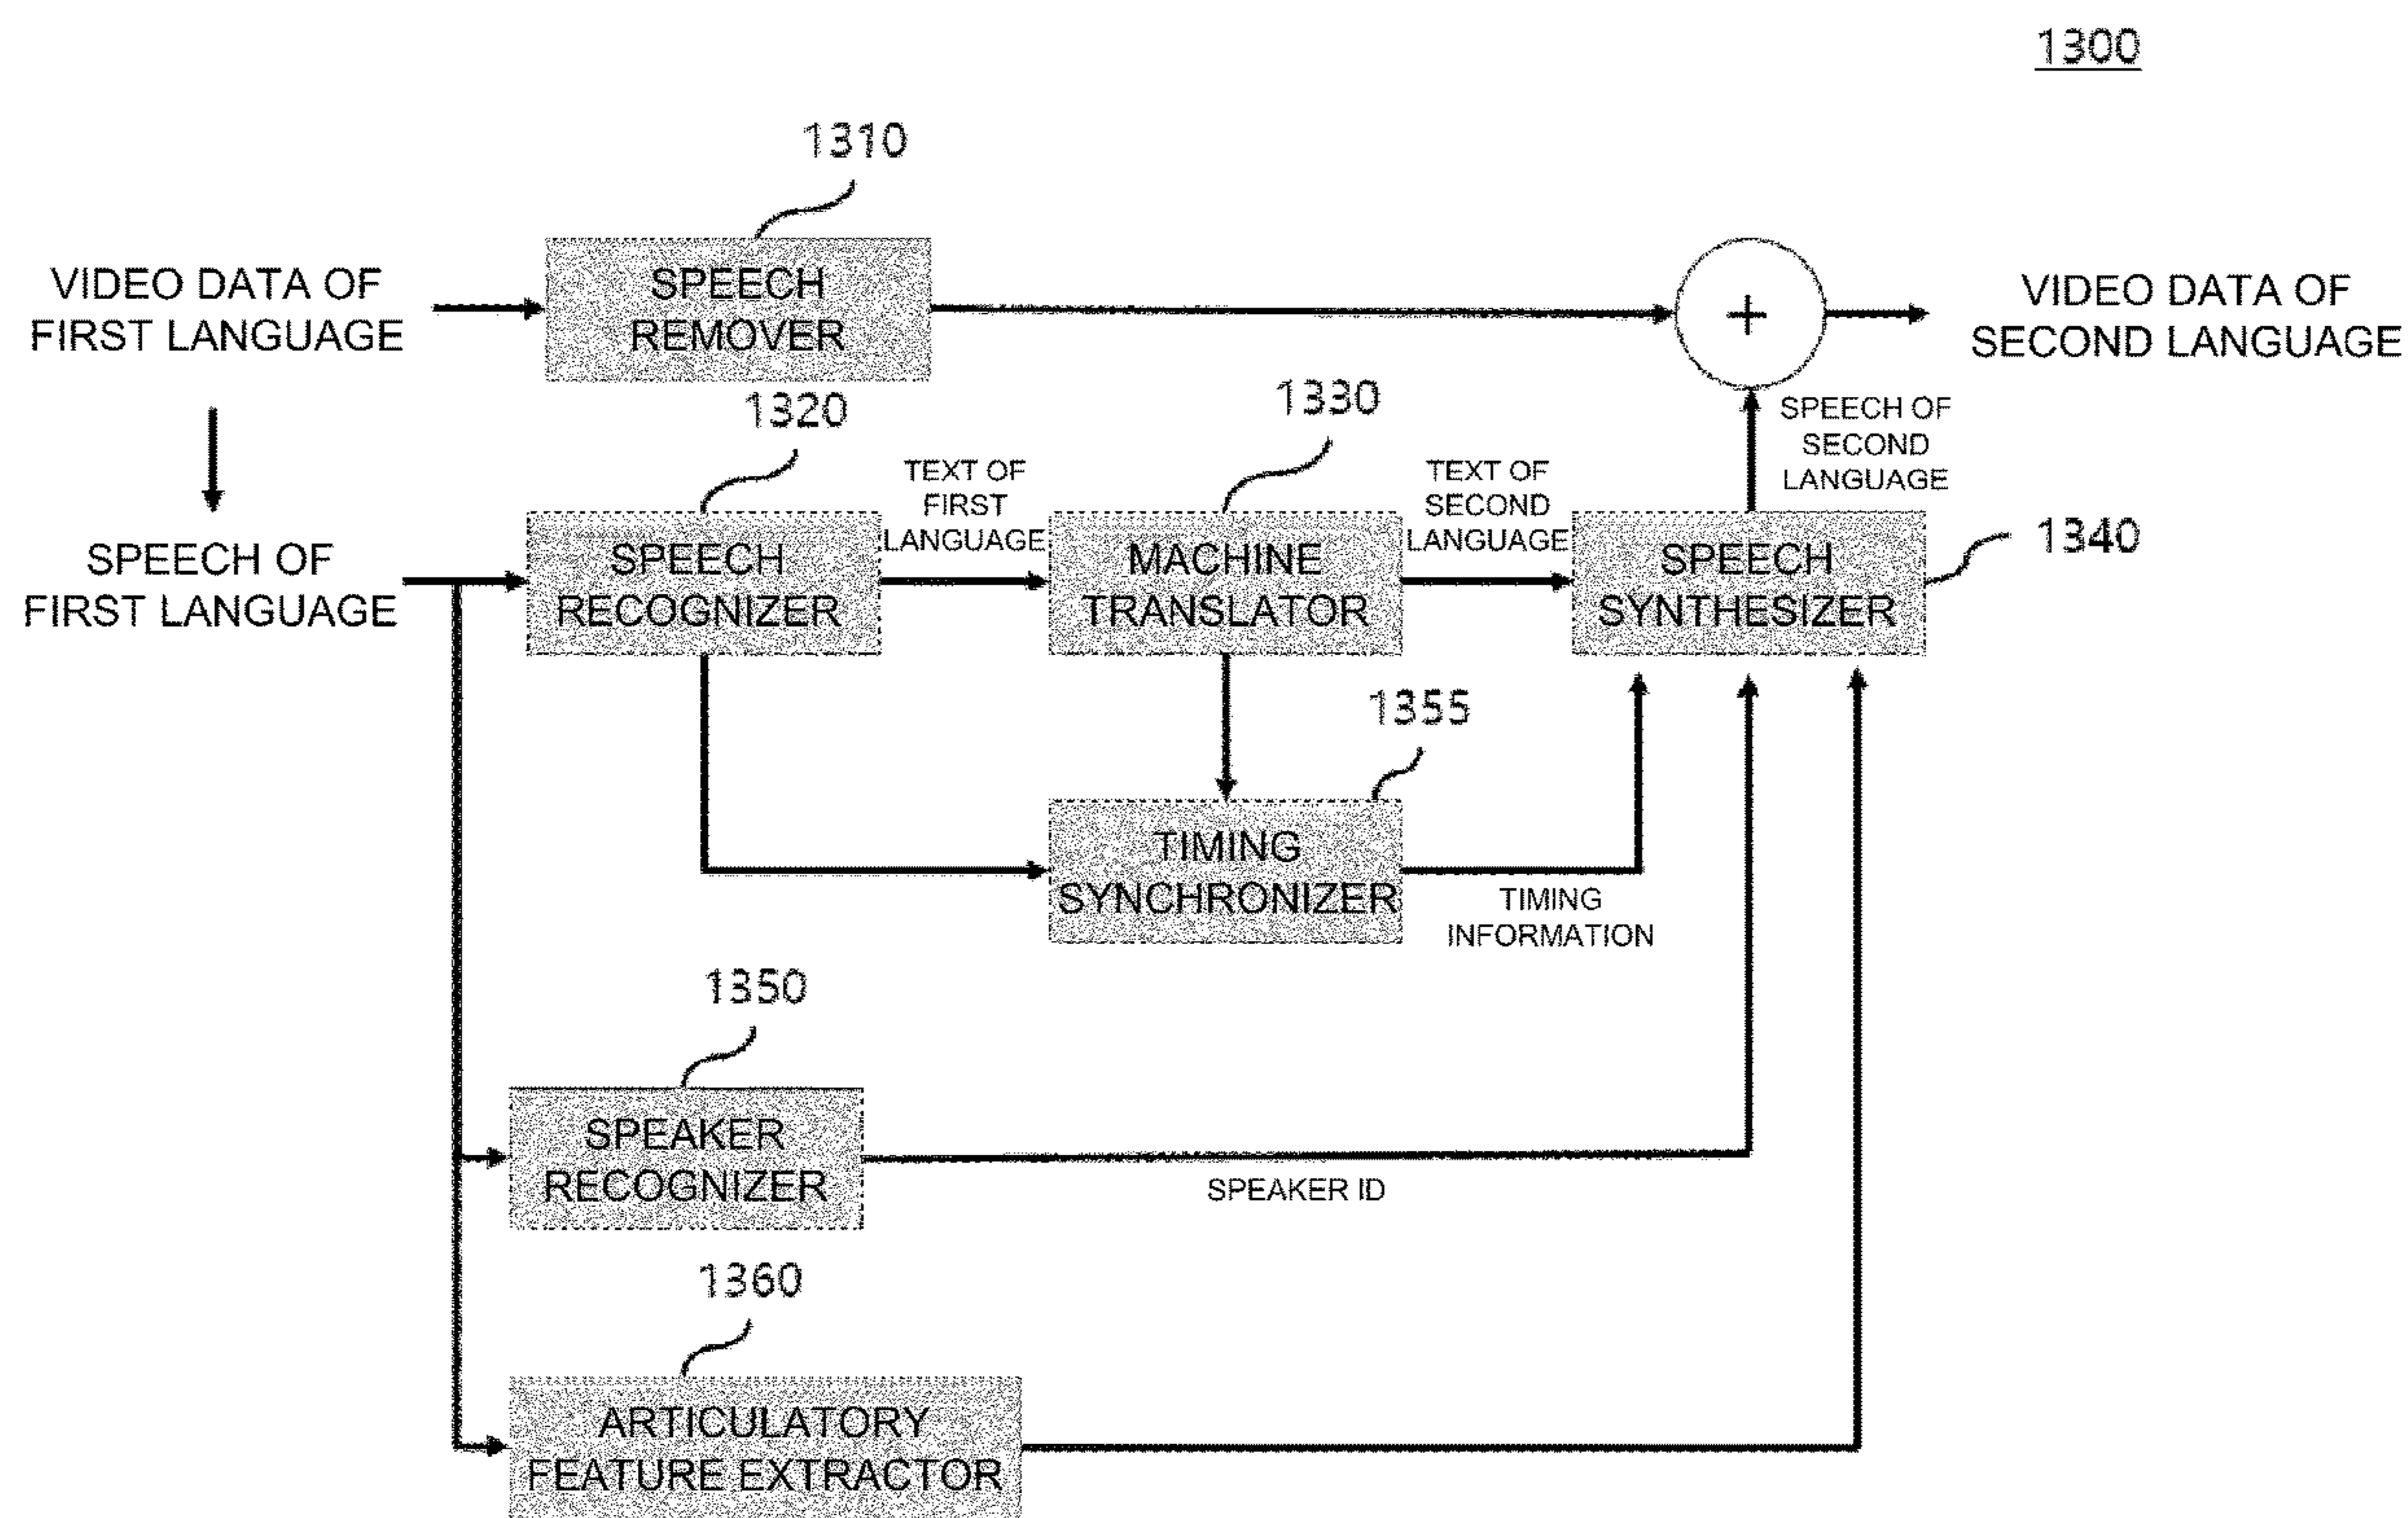 1300
1310
VIDEO DATA OF
FIRST LANGUAGE
SPEECH
REMOVER
+
VIDEO DATA OF
SECOND LANGUAGE
1320
1330
SPEECH OF
SECOND
LANGUAGE
SPEECH OF
FIRST LANGUAGE
SPEECH
RECOGNIZER
TEXT OF
FIRST
LANGUAGE
MACHINE
TRANSLATOR
TEXT OF
SECOND
LANGUAGE
SPEECH
SYNTHESIZER
1340
1355
TIMING
SYNCHRONIZER
TIMING
INFORMATION
1350
SPEAKER
RECOGNIZER
SPEAKER ID
1360
ARTICULATORY
FEATURE EXTRACTOR